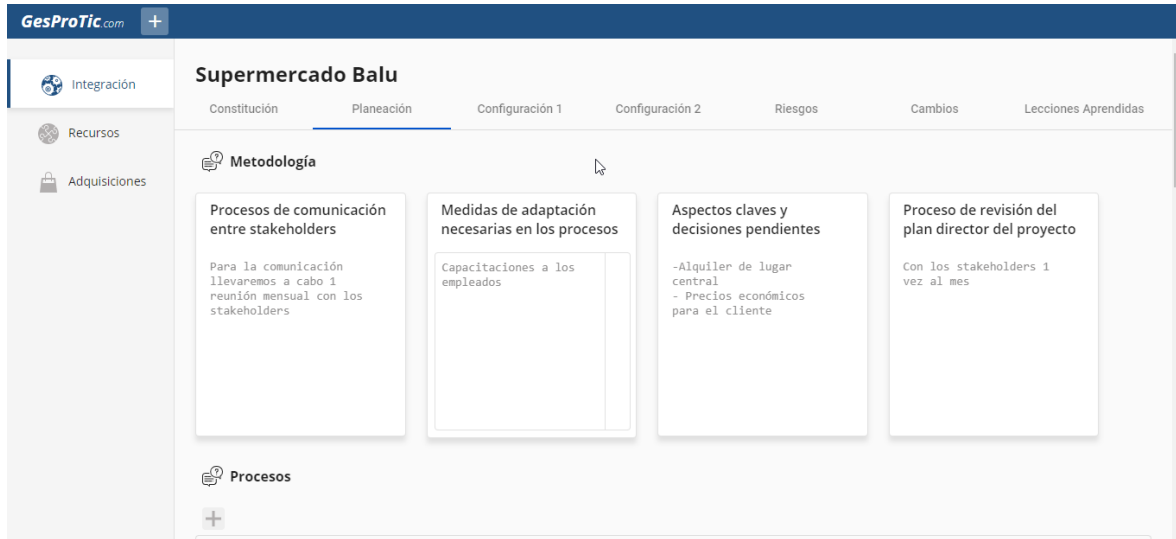 GesProTic.com +
Integración
Recursos
Adquisiciones
Supermercado Balu
Constitución Planeación Configuración 1 Configuración 2 Riesgos Cambios Lecciones Aprendidas
Metodología
Procesos de comunicación
entre stakeholders
Para la comunicación
llevaremos a cabo 1
reunión mensual con los
stakeholders
Medidas de adaptación
necesarias en los procesos
Capacitaciones a los
empleados
Aspectos claves y
decisiones pendientes
-Alquiler de lugar
central
- Precios económicos
para el cliente
Proceso de revisión del
plan director del proyecto
Con los stakeholders 1
vez al mes
Procesos
+